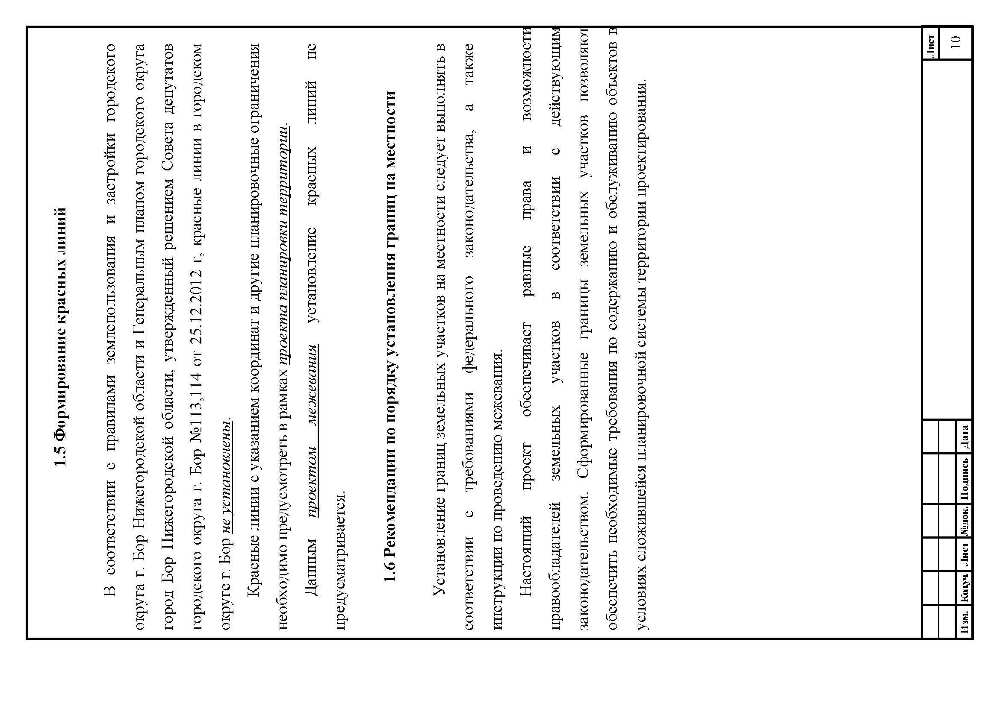 1.5 Формирование красных линий
В соответствии с правилами землепользования и застройки городского
округа г. Бор Нижегородской области и Генеральным планом городского округа
город Бор Нижегородской области, утвержденный решением Совета депутатов
городского округа г. Бор №113,114 от 25.12.2012 г, красные линии в городском
округе г. Бор не установлены.
Красные линии с указанием координат и другие планировочные ограничения
необходимо предусмотреть в рамках проекта планировки территории.
Данным проектом межевания установление красных линий не
предусматривается.
1.6 Рекомендации по порядку установления границ на местности
Установление границ земельных участков на местности следует выполнять в
соответствии с требованиями федерального законодательства, а также
инструкции по проведению межевания.
Настоящий проект обеспечивает равные права и возможности
правообладателей земельных участков в соответствии с действующим
законодательством. Сформированные границы земельных участков позволяют
обеспечить необходимые требования по содержанию и обслуживанию объектов в
условиях сложившейся планировочной системы территории проектирования.
Лист
10
Изм. Колуч. Лист №док. Подпись Дата